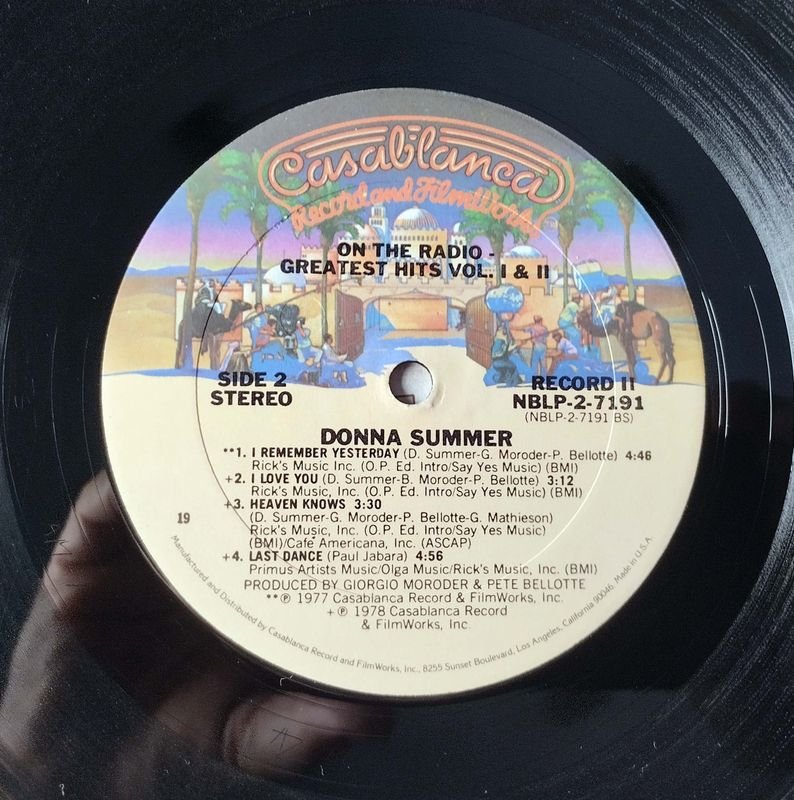 Casablanca
Record and FilmWorks
ON THE RADIO -
GREATEST HITS VOL. I & II
SIDE 2
STEREO
RECORD II
NBLP-2-7191
(NBLP-2-7191 BS)
DONNA SUMMER
**1. I REMEMBER YESTERDAY (D. Summer-G. Moroder-P. Bellotte) 4:46
Rick's Music Inc. (O.P. Ed. Intro/Say Yes Music) (BMI)
+2. I LOVE YOU (D. Summer-B. Moroder-P. Bellotte) 3:12
Rick's Music, Inc. (O.P. Ed. Intro/Say Yes Music) (BMI)
+3. HEAVEN KNOWS 3:30
(D. Summer-G. Moroder-P. Bellotte-G. Mathieson)
Rick's Music, Inc. (O.P. Ed. Intro/Say Yes Music)
(BMI)/Café Americana, Inc. (ASCAP)
+4. LAST DANCE (Paul Jabara) 4:56
Primus Artists Music/Olga Music/Rick's Music, Inc. (BMI)
PRODUCED BY GIORGIO MORODER & PETE BELLOTTE
**℗ 1977 Casablanca Record & FilmWorks, Inc.
+ ℗ 1978 Casablanca Record
& FilmWorks, Inc.
19
Manufactured and Distributed by Casablanca Record and FilmWorks, Inc., 8255 Sunset Boulevard, Los Angeles, California 90046, Made in U.S.A.